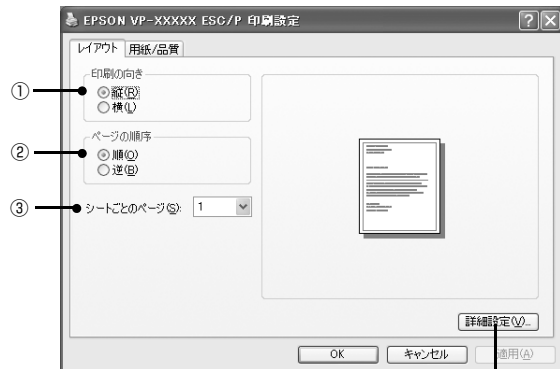 EPSON VP-XXXXX ESC/P 印刷設定
レイアウト 用紙/品質
印刷の向き
① 縦(R)
横(L)
ページの順序
② 順(O)
逆(B)
③ シートごとのページ(S): 1
詳細設定(V)...
OK キャンセル 適用(A)